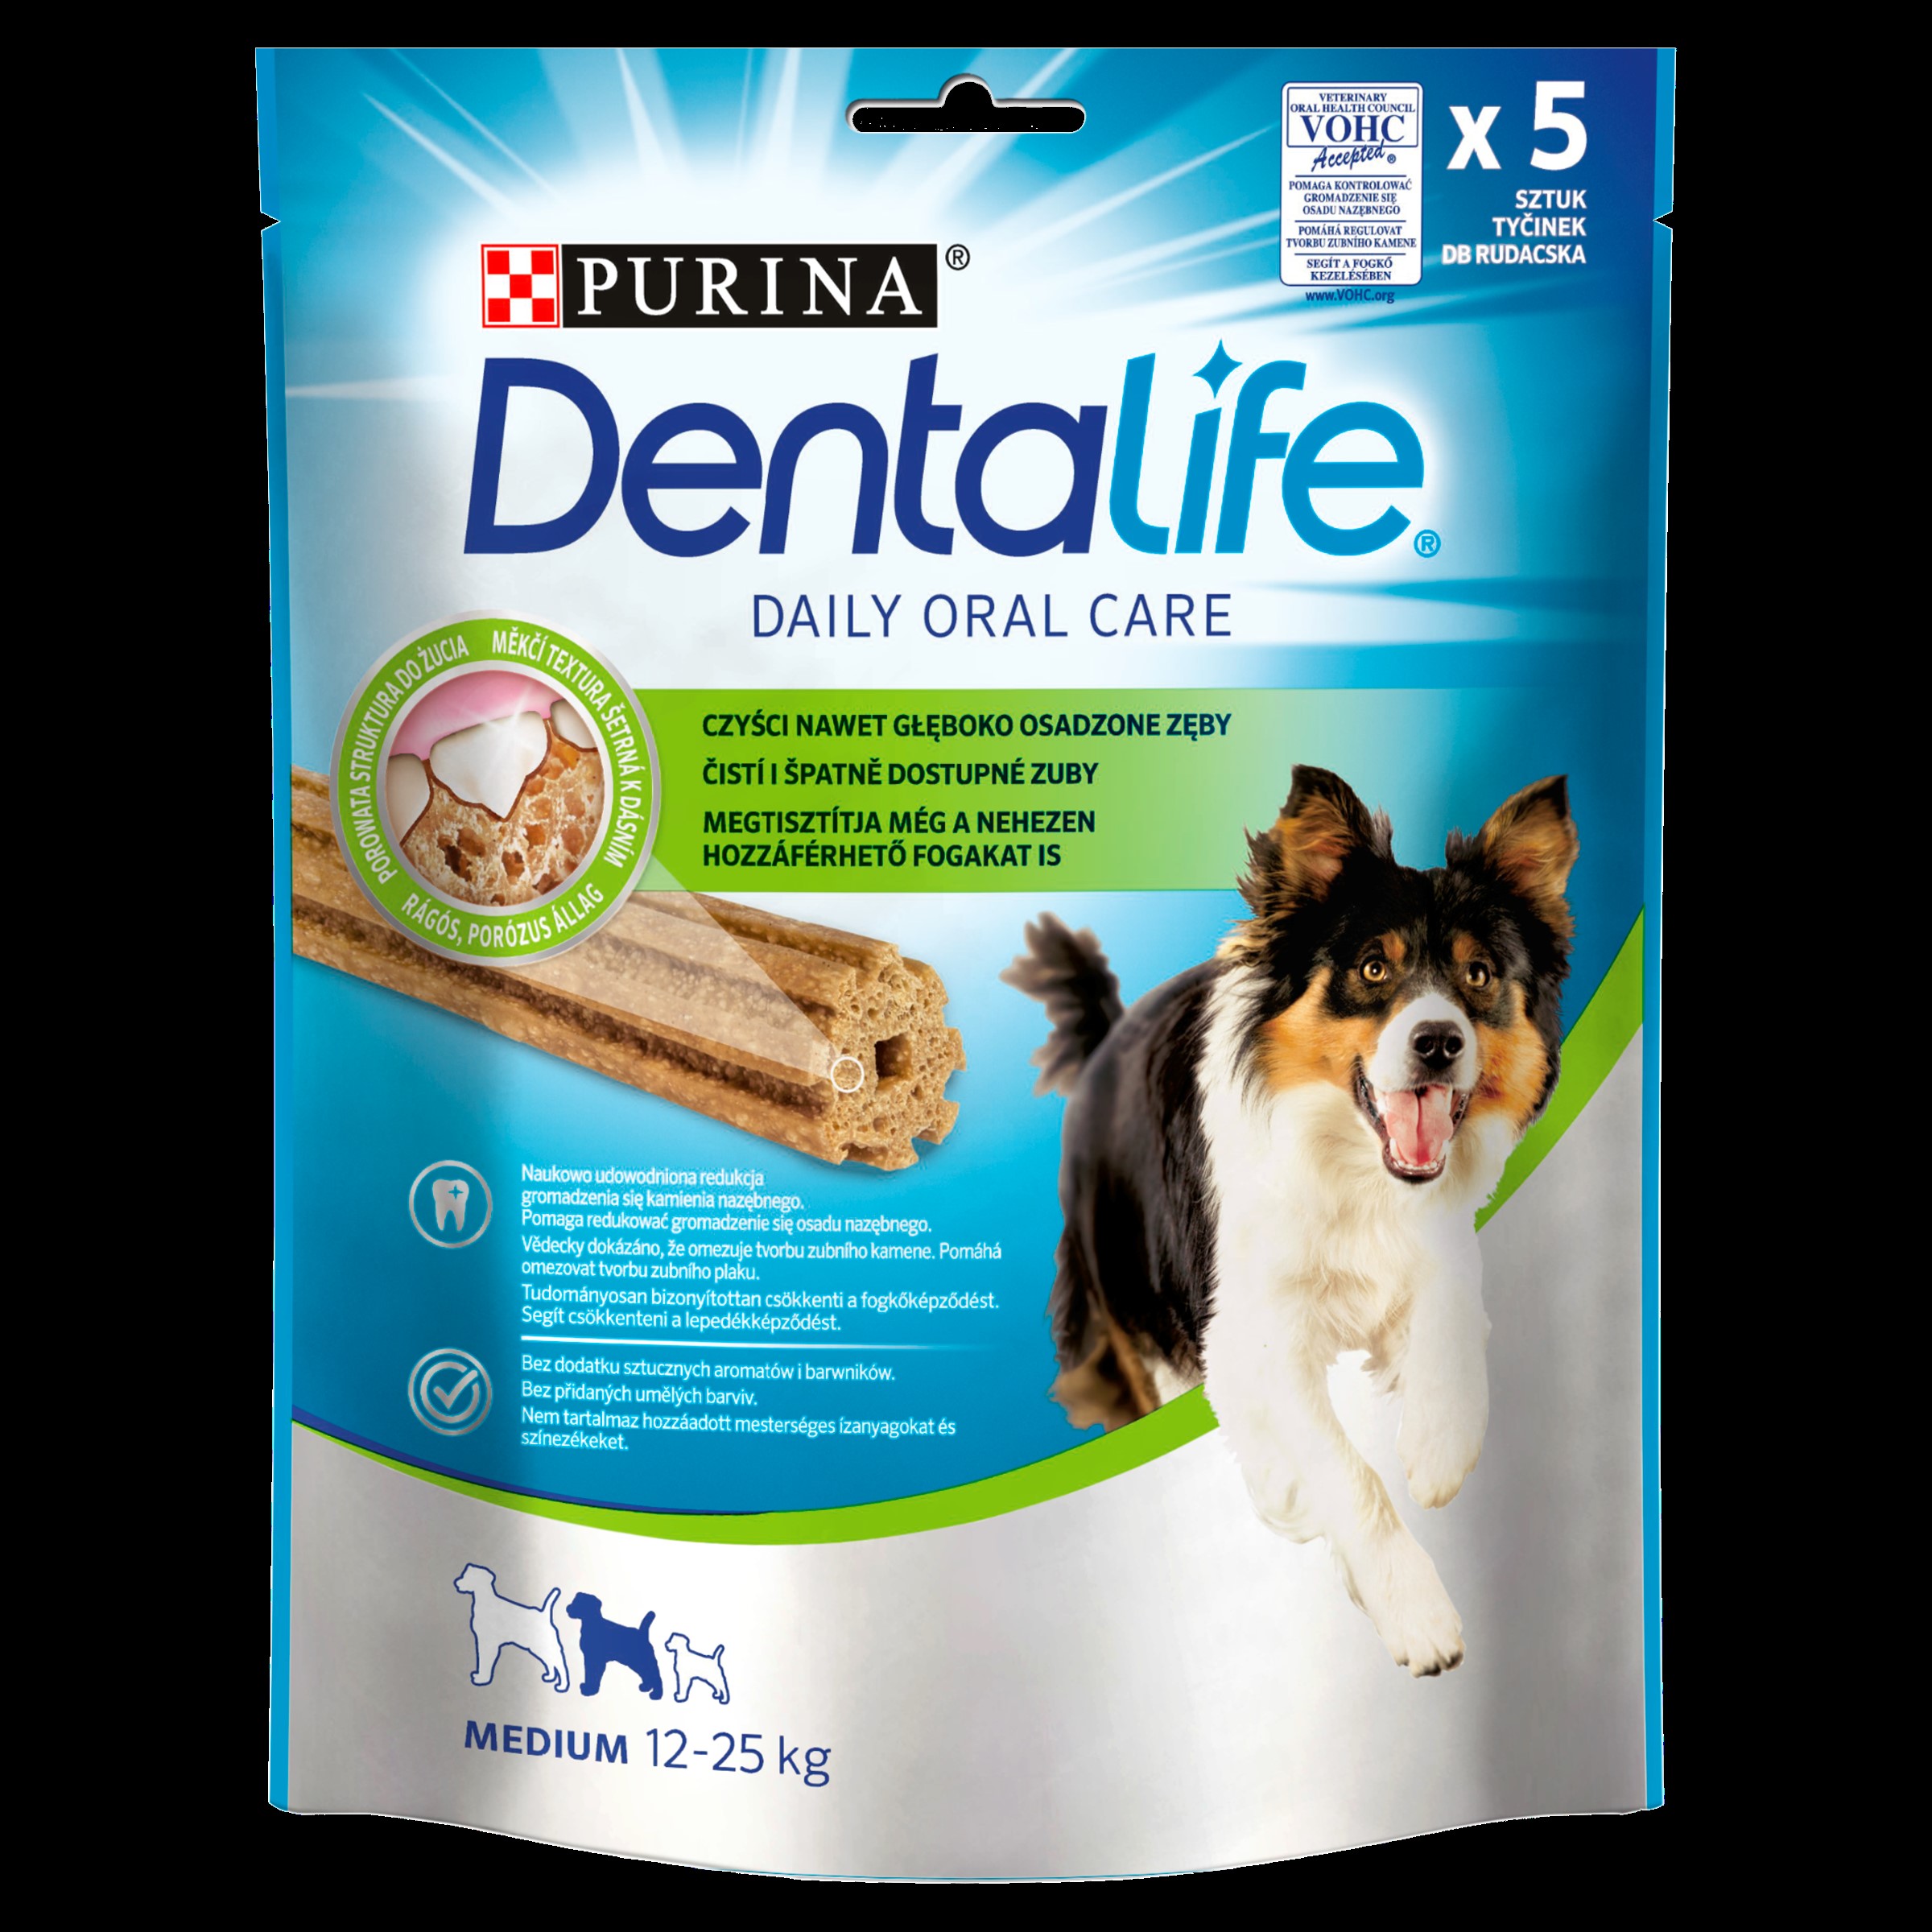 VETERINARY
ORAL HEALTH COUNCIL
VOHC
Accepted®
POMAGA KONTROLOWAĆ
GROMADZENIE SIĘ
OSADU NAZĘBNEGO
POMÁHÁ REGULOVAT
TVORBU ZUBNÍHO KAMENE
SEGÍT A FOGKŐ
KEZELÉSÉBEN
www.VOHC.org
x 5
SZTUK
TYČINEK
DB RUDACSKA
PURINA®
Dentalife®
DAILY ORAL CARE
POROWATA STRUKTURA DO ŻUCIA
MĚKČÍ TEXTURA ŠETRNÁ K DÁSNÍM
RÁGÓS, PORÓZUS ÁLLAG
CZYŚCI NAWET GŁĘBOKO OSADZONE ZĘBY
ČISTÍ I ŠPATNĚ DOSTUPNÉ ZUBY
MEGTISZTÍTJA MÉG A NEHEZEN
HOZZÁFÉRHETŐ FOGAKAT IS
Naukowo udowodniona redukcja
gromadzenia się kamienia nazębnego.
Pomaga redukować gromadzenie się osadu nazębnego.
Vědecky dokázáno, že omezuje tvorbu zubního kamene. Pomáhá
omezovat tvorbu zubního plaku.
Tudományosan bizonyítottan csökkenti a fogkőképződést.
Segít csökkenteni a lepedékképződést.
Bez dodatku sztucznych aromatów i barwników.
Bez přidaných umělých barviv.
Nem tartalmaz hozzáadott mesterséges ízanyagokat és
színezékeket.
MEDIUM 12-25 kg